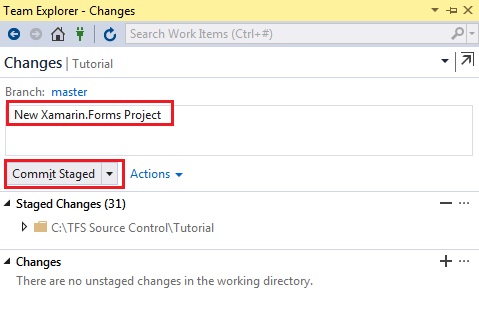 Team Explorer - Changes
Search Work Items (Ctrl+#)
Changes | Tutorial
Branch: master
New Xamarin.Forms Project
Commit Staged Actions
Staged Changes (31)
C:\TFS Source Control\Tutorial
Changes
There are no unstaged changes in the working directory.